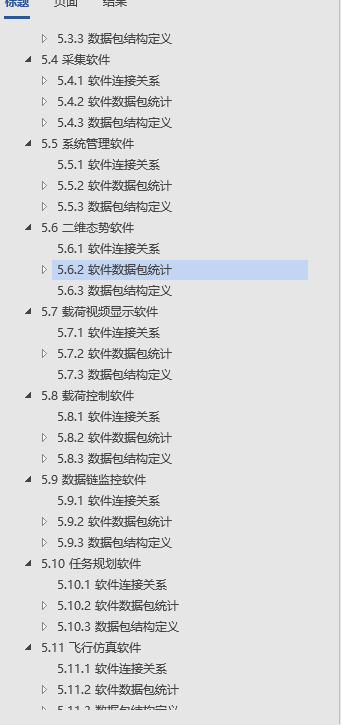 标题 页面 结果
5.3.3 数据包结构定义
5.4 采集软件
5.4.1 软件连接关系
5.4.2 软件数据包统计
5.4.3 数据包结构定义
5.5 系统管理软件
5.5.1 软件连接关系
5.5.2 软件数据包统计
5.5.3 数据包结构定义
5.6 二维态势软件
5.6.1 软件连接关系
5.6.2 软件数据包统计
5.6.3 数据包结构定义
5.7 载荷视频显示软件
5.7.1 软件连接关系
5.7.2 软件数据包统计
5.7.3 数据包结构定义
5.8 载荷控制软件
5.8.1 软件连接关系
5.8.2 软件数据包统计
5.8.3 数据包结构定义
5.9 数据链监控软件
5.9.1 软件连接关系
5.9.2 软件数据包统计
5.9.3 数据包结构定义
5.10 任务规划软件
5.10.1 软件连接关系
5.10.2 软件数据包统计
5.10.3 数据包结构定义
5.11 飞行仿真软件
5.11.1 软件连接关系
5.11.2 软件数据包统计
5.11.3 数据包结构定义